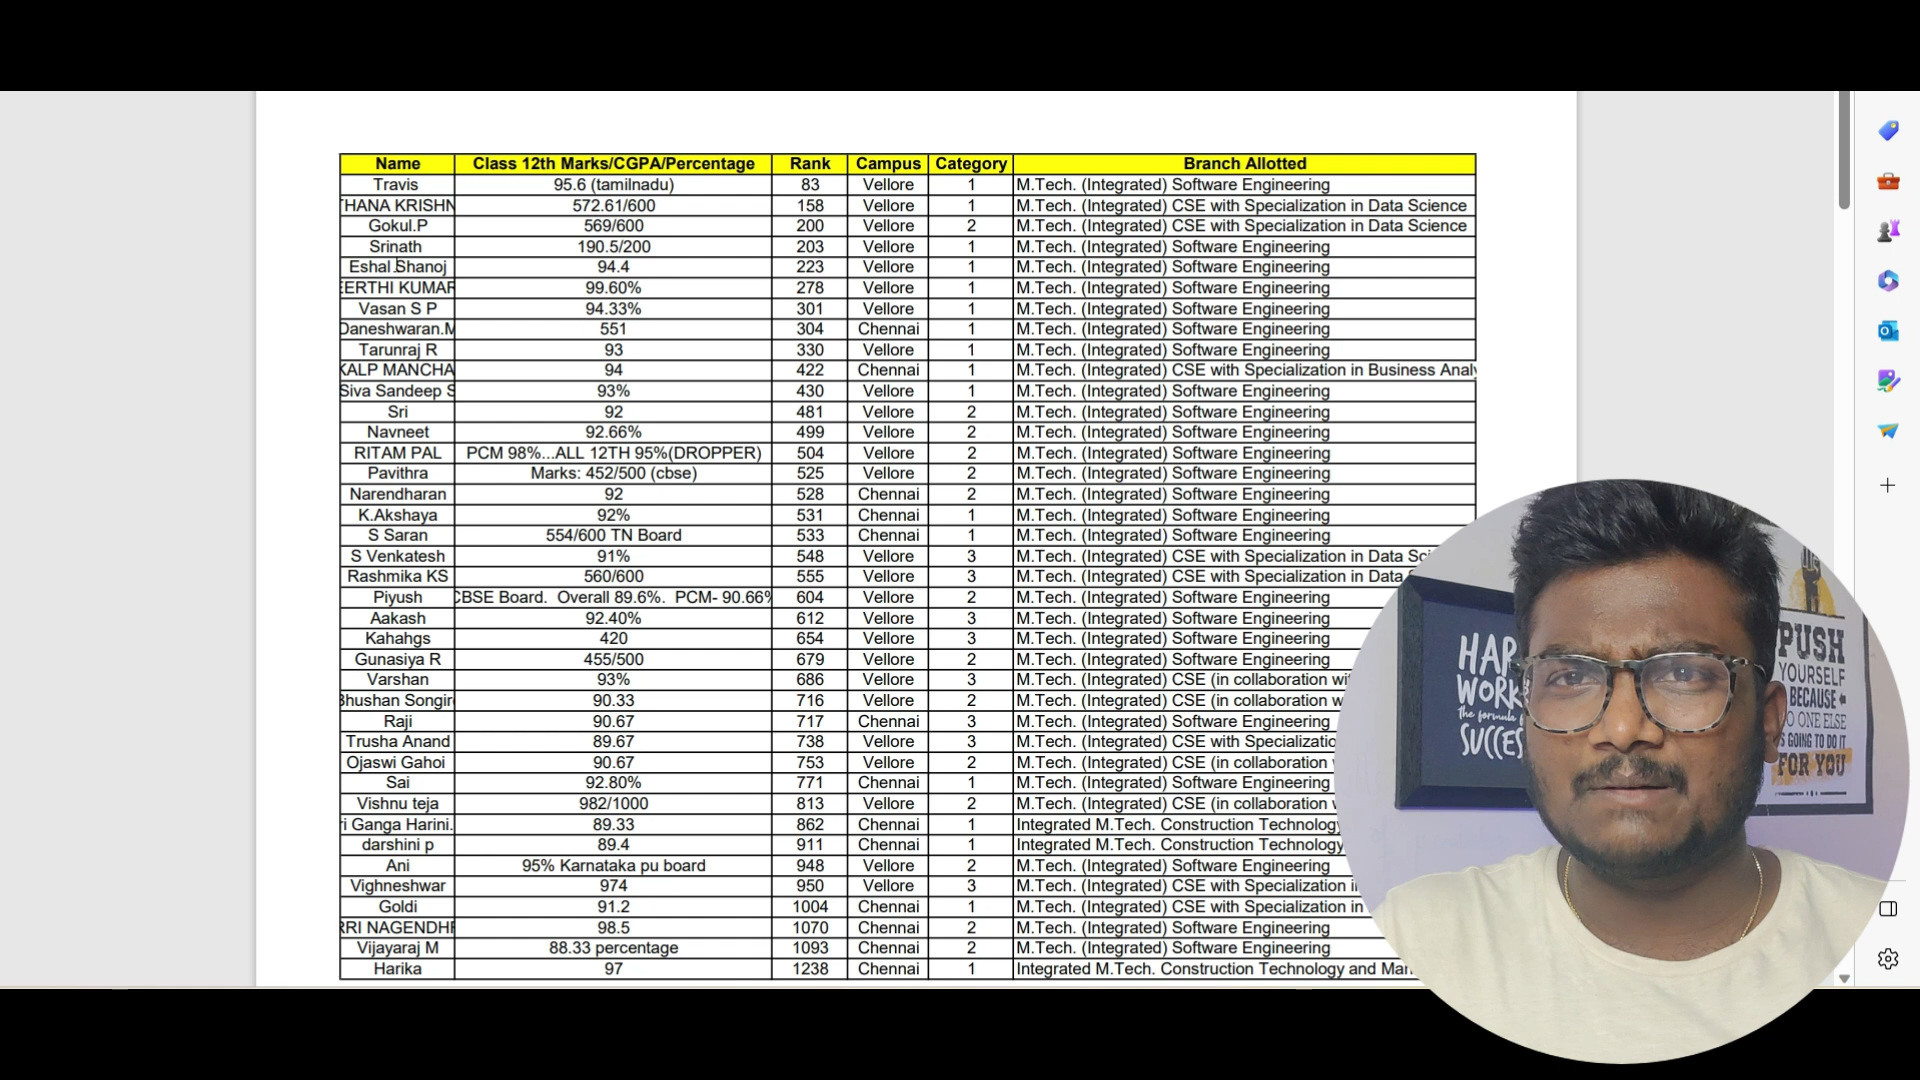 Name Class 12th Marks/CGPA/Percentage Rank Campus Category Branch Allotted
Travis 95.6 (tamilnadu) 83 Vellore 1 M.Tech. (Integrated) Software Engineering
THANA KRISHN 572.61/600 158 Vellore 1 M.Tech. (Integrated) CSE with Specialization in Data Science
Gokul.P 569/600 200 Vellore 2 M.Tech. (Integrated) CSE with Specialization in Data Science
Srinath 190.5/200 203 Vellore 1 M.Tech. (Integrated) Software Engineering
Eshal Shanoj 94.4 223 Vellore 1 M.Tech. (Integrated) Software Engineering
EERTHI KUMAR 99.60% 278 Vellore 1 M.Tech. (Integrated) Software Engineering
Vasan S P 94.33% 301 Vellore 1 M.Tech. (Integrated) Software Engineering
Daneshwaran.M 551 304 Chennai 1 M.Tech. (Integrated) Software Engineering
Tarunraj R 93 330 Vellore 1 M.Tech. (Integrated) Software Engineering
KALP MANCHA 94 422 Chennai 1 M.Tech. (Integrated) CSE with Specialization in Business Analy
Siva Sandeep S 93% 430 Vellore 1 M.Tech. (Integrated) Software Engineering
Sri 92 481 Vellore 2 M.Tech. (Integrated) Software Engineering
Navneet 92.66% 499 Vellore 2 M.Tech. (Integrated) Software Engineering
RITAM PAL PCM 98%...ALL 12TH 95%(DROPPER) 504 Vellore 2 M.Tech. (Integrated) Software Engineering
Pavithra Marks: 452/500 (cbse) 525 Vellore 2 M.Tech. (Integrated) Software Engineering
Narendharan 92 528 Chennai 2 M.Tech. (Integrated) Software Engineering
K.Akshaya 92% 531 Chennai 1 M.Tech. (Integrated) Software Engineering
S Saran 554/600 TN Board 533 Chennai 1 M.Tech. (Integrated) Software Engineering
S Venkatesh 91% 548 Vellore 3 M.Tech. (Integrated) CSE with Specialization in Data Sc
Rashmika KS 560/600 555 Vellore 3 M.Tech. (Integrated) CSE with Specialization in Data
Piyush CBSE Board. Overall 89.6%. PCM- 90.66% 604 Vellore 2 M.Tech. (Integrated) Software Engineering
Aakash 92.40% 612 Vellore 3 M.Tech. (Integrated) Software Engineering
Kahahgs 420 654 Vellore 3 M.Tech. (Integrated) Software Engineering
Gunasiya R 455/500 679 Vellore 2 M.Tech. (Integrated) Software Engineering
Varshan 93% 686 Vellore 3 M.Tech. (Integrated) CSE (in collaboration wi
Bhushan Songir 90.33 716 Vellore 2 M.Tech. (Integrated) CSE (in collaboration w
Raji 90.67 717 Chennai 3 M.Tech. (Integrated) Software Engineering
Trusha Anand 89.67 738 Vellore 3 M.Tech. (Integrated) CSE with Specializatio
Ojaswi Gahoi 90.67 753 Vellore 2 M.Tech. (Integrated) CSE (in collaboration
Sai 92.80% 771 Chennai 1 M.Tech. (Integrated) Software Engineering
Vishnu teja 982/1000 813 Vellore 2 M.Tech. (Integrated) CSE (in collaboration
ri Ganga Harini. 89.33 862 Chennai 1 Integrated M.Tech. Construction Technology
darshini p 89.4 911 Chennai 1 Integrated M.Tech. Construction Technology
Ani 95% Karnataka pu board 948 Vellore 2 M.Tech. (Integrated) Software Engineering
Vighneshwar 974 950 Vellore 3 M.Tech. (Integrated) CSE with Specialization i
Goldi 91.2 1004 Chennai 1 M.Tech. (Integrated) CSE with Specialization in
RRI NAGENDHR 98.5 1070 Chennai 2 M.Tech. (Integrated) Software Engineering
Vijayaraj M 88.33 percentage 1093 Chennai 2 M.Tech. (Integrated) Software Engineering
Harika 97 1238 Chennai 1 Integrated M.Tech. Construction Technology and Man
HAR
WORK
the formula
SUCCES
PUSH
YOURSELF
BECAUSE
O ONE ELSE
S GOING TO DO IT
FOR YOU